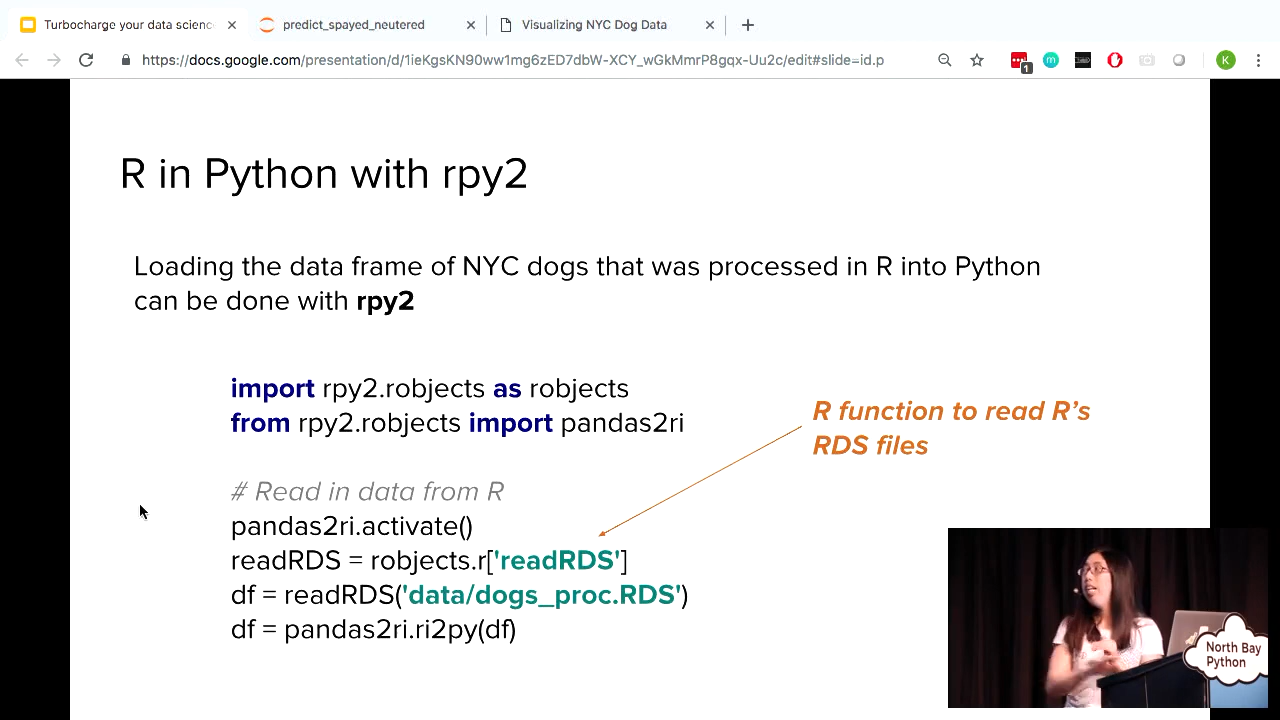 Turbocharge your data scienc
predict_spayed_neutered
Visualizing NYC Dog Data
https://docs.google.com/presentation/d/1ieKgsKN90ww1mg6zED7dbW-XCY_wGkMmrP8gqx-Uu2c/edit#slide=id.p
1
m
K
R in Python with rpy2
Loading the data frame of NYC dogs that was processed in R into Python
can be done with rpy2
import rpy2.robjects as robjects
from rpy2.robjects import pandas2ri
R function to read R's
RDS files
# Read in data from R
pandas2ri.activate()
readRDS = robjects.r['readRDS']
df = readRDS('data/dogs_proc.RDS')
df = pandas2ri.ri2py(df)
North Bay
Python